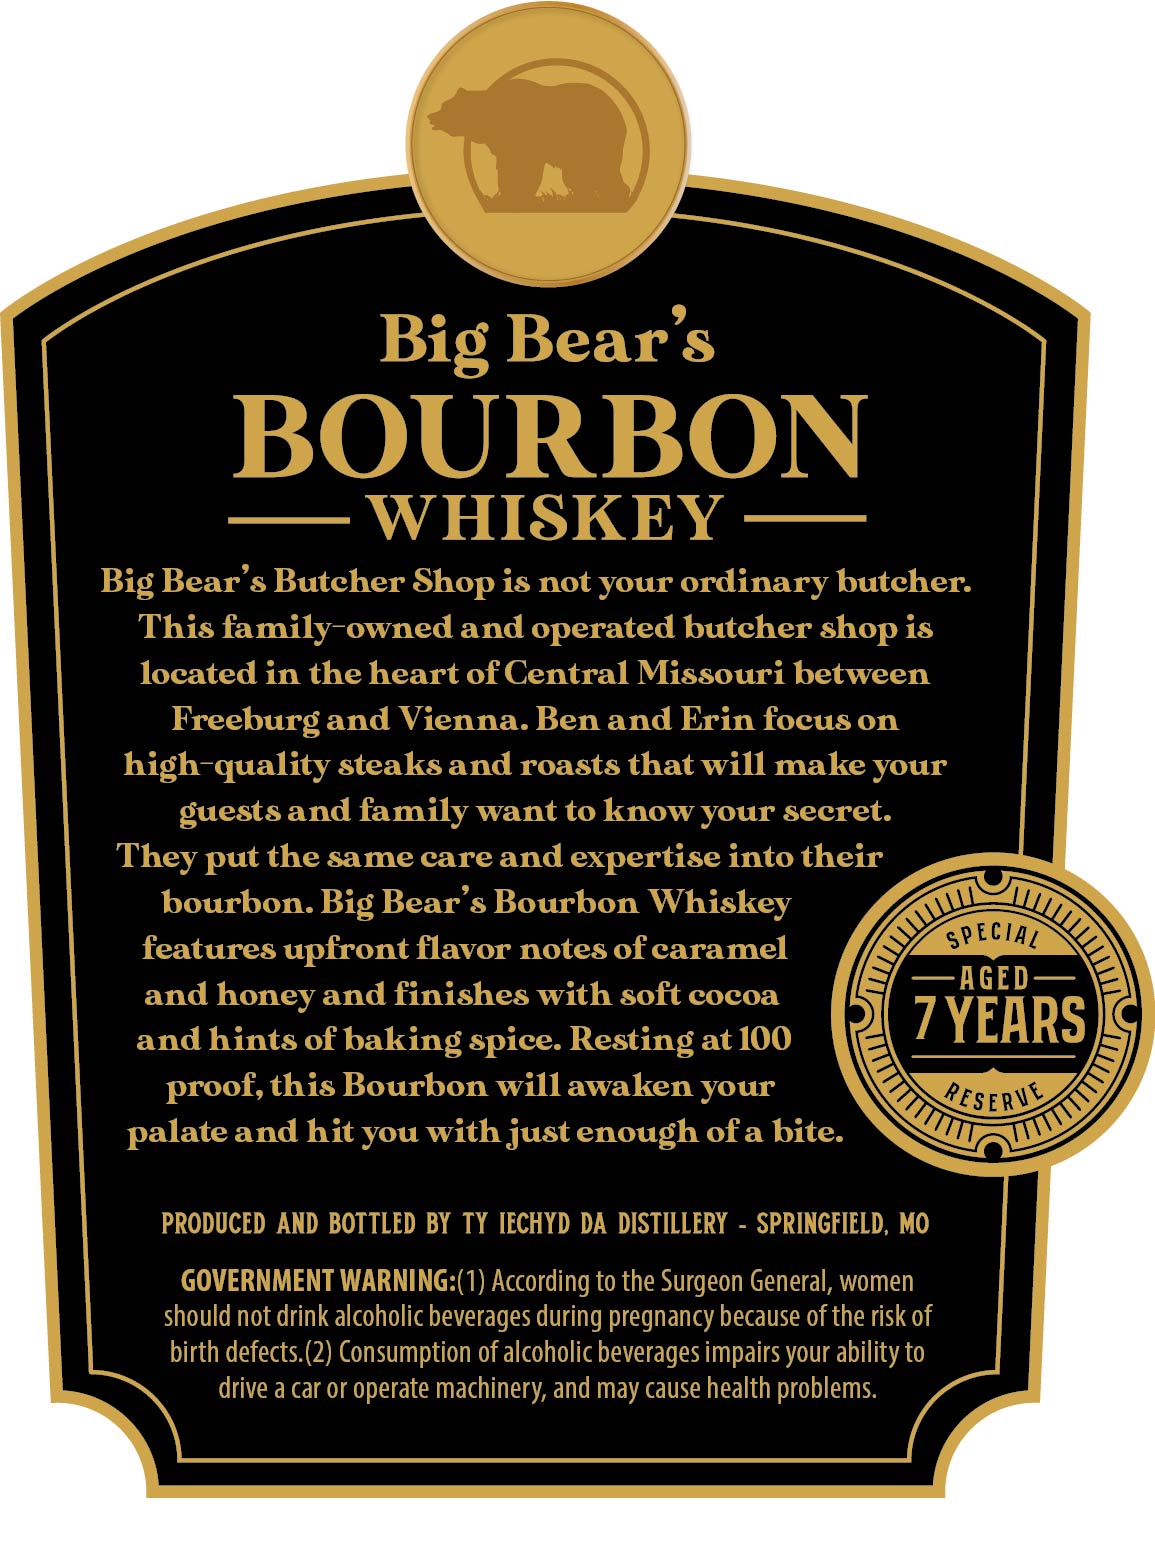 Big Bear's
BOURBON
WHISKEY
Big Bear's Butcher Shop is not your ordinary butcher.
This family-owned and operated butcher shop is
located in the heart of Central Missouri between
Freeburg and Vienna. Ben and Erin focus on
high-quality steaks and roasts that will make your
guests and family want to know your secret.
They put the same care and expertise into their
bourbon. Big Bear's Bourbon Whiskey
features upfront flavor notes of caramel
and honey and finishes with soft cocoa
and hints of baking spice. Resting at 100
proof, this Bourbon will awaken your
palate and hit you with just enough of a bite.
SPECIAL
AGED
7 YEARS
RESERVE
PRODUCED AND BOTTLED BY TY IECHYD DA DISTILLERY - SPRINGFIELD, MO
GOVERNMENT WARNING:(1) According to the Surgeon General, women
should not drink alcoholic beverages during pregnancy because of the risk of
birth defects.(2) Consumption of alcoholic beverages impairs your ability to
drive a car or operate machinery, and may cause health problems.